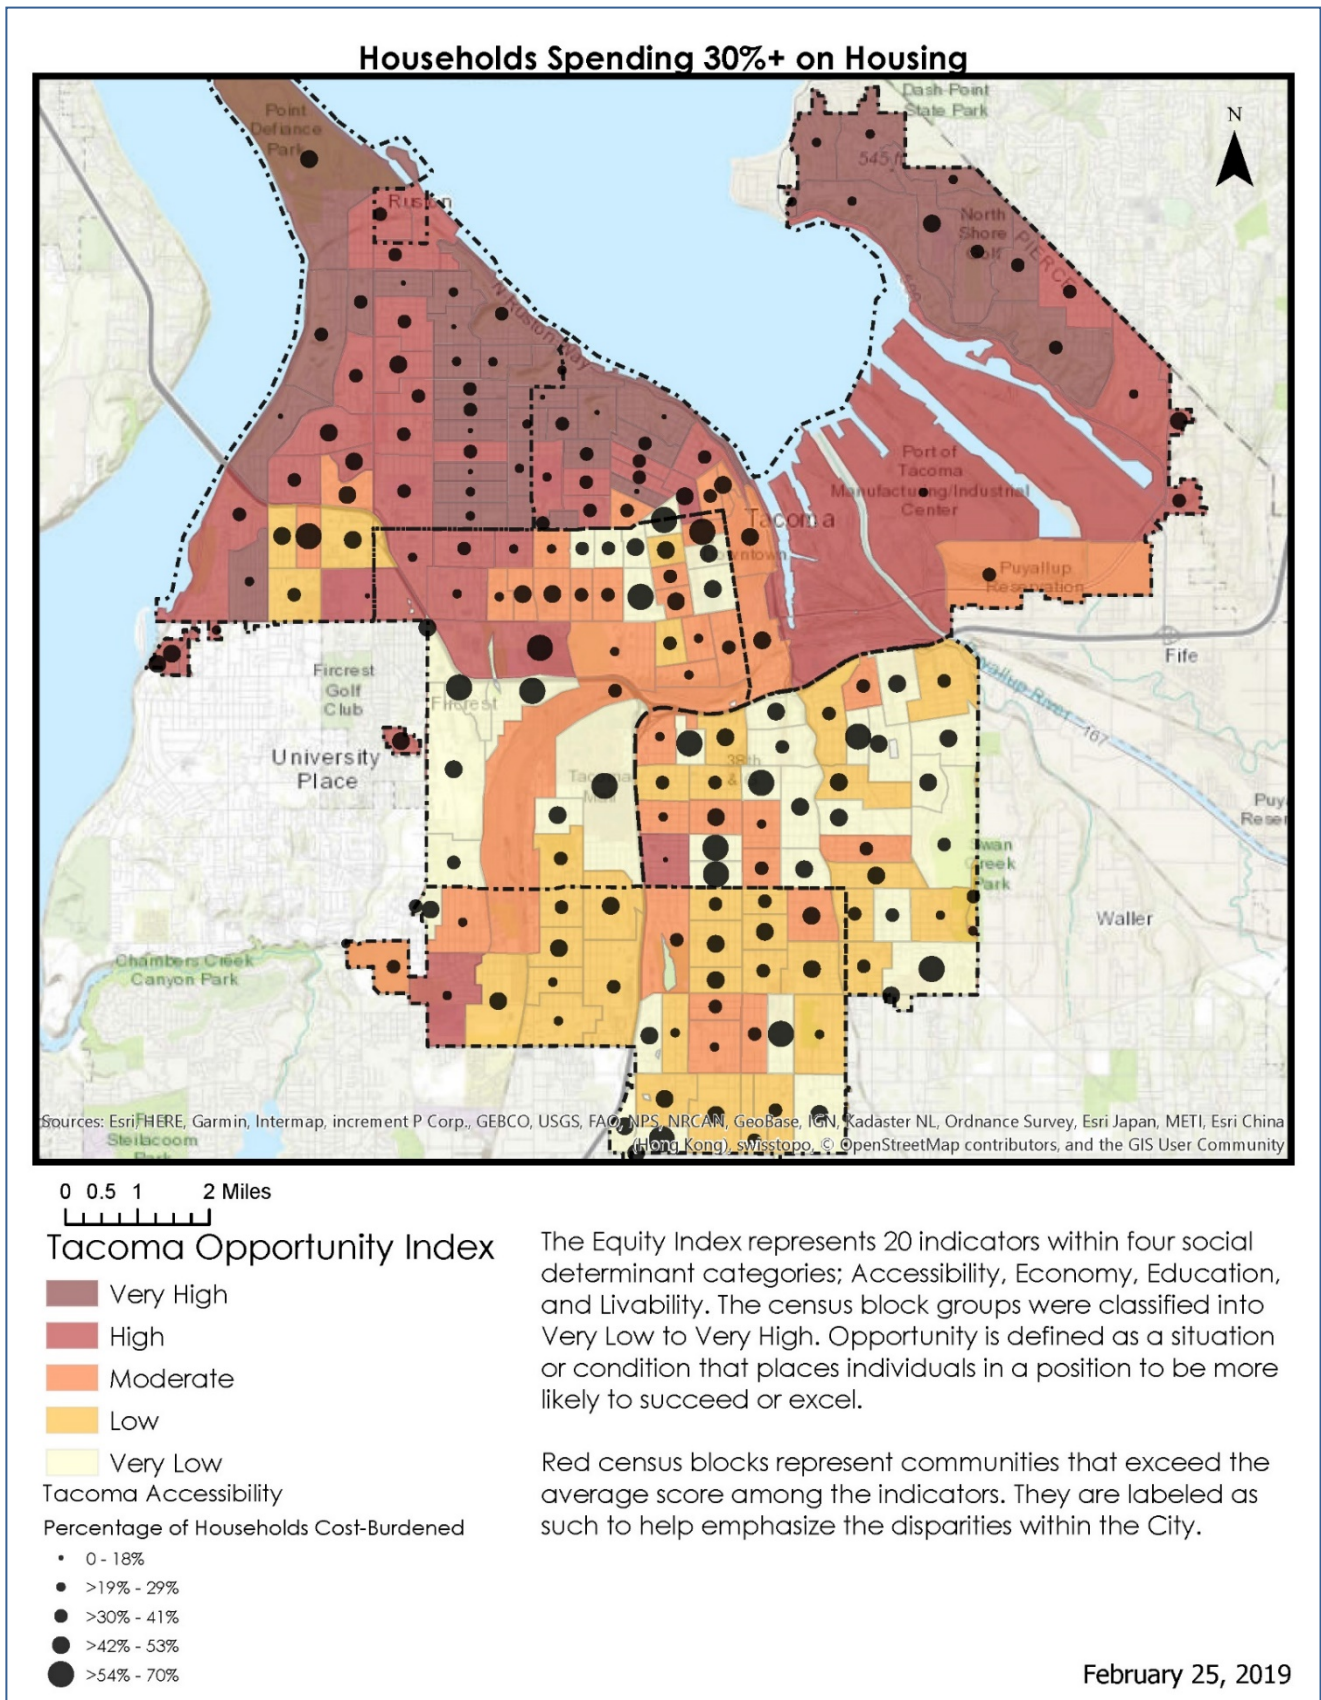 Households Spending 30%+ on Housing
Dash Point
State Park
N
Point
Defiance
Park
545 ft
Ruston
North
Shore
Golf
PIERCE
N Ruston Way
Port of
Tacoma
Manufacturing/Industrial
Center
Tacoma
Downtown
Puyallup
Reservation
Fife
Fircrest
Golf
Club
Fircrest
University
Place
Tacoma
Mall
38th
&
Puyallup River
167
Swan
Creek
Park
Waller
Chambers Creek
Canyon Park
Steilacoom
Park
Sources: Esri, HERE, Garmin, Intermap, increment P Corp., GEBCO, USGS, FAO, NPS, NRCAN, GeoBase, IGN, Kadaster NL, Ordnance Survey, Esri Japan, METI, Esri China
(Hong Kong), swisstopo, © OpenStreetMap contributors, and the GIS User Community
0 0.5 1 2 Miles
Tacoma Opportunity Index
Very High
High
Moderate
Low
Very Low
Tacoma Accessibility
Percentage of Households Cost-Burdened
0 - 18%
>19% - 29%
>30% - 41%
>42% - 53%
>54% - 70%
The Equity Index represents 20 indicators within four social
determinant categories; Accessibility, Economy, Education,
and Livability. The census block groups were classified into
Very Low to Very High. Opportunity is defined as a situation
or condition that places individuals in a position to be more
likely to succeed or excel.
Red census blocks represent communities that exceed the
average score among the indicators. They are labeled as
such to help emphasize the disparities within the City.
February 25, 2019